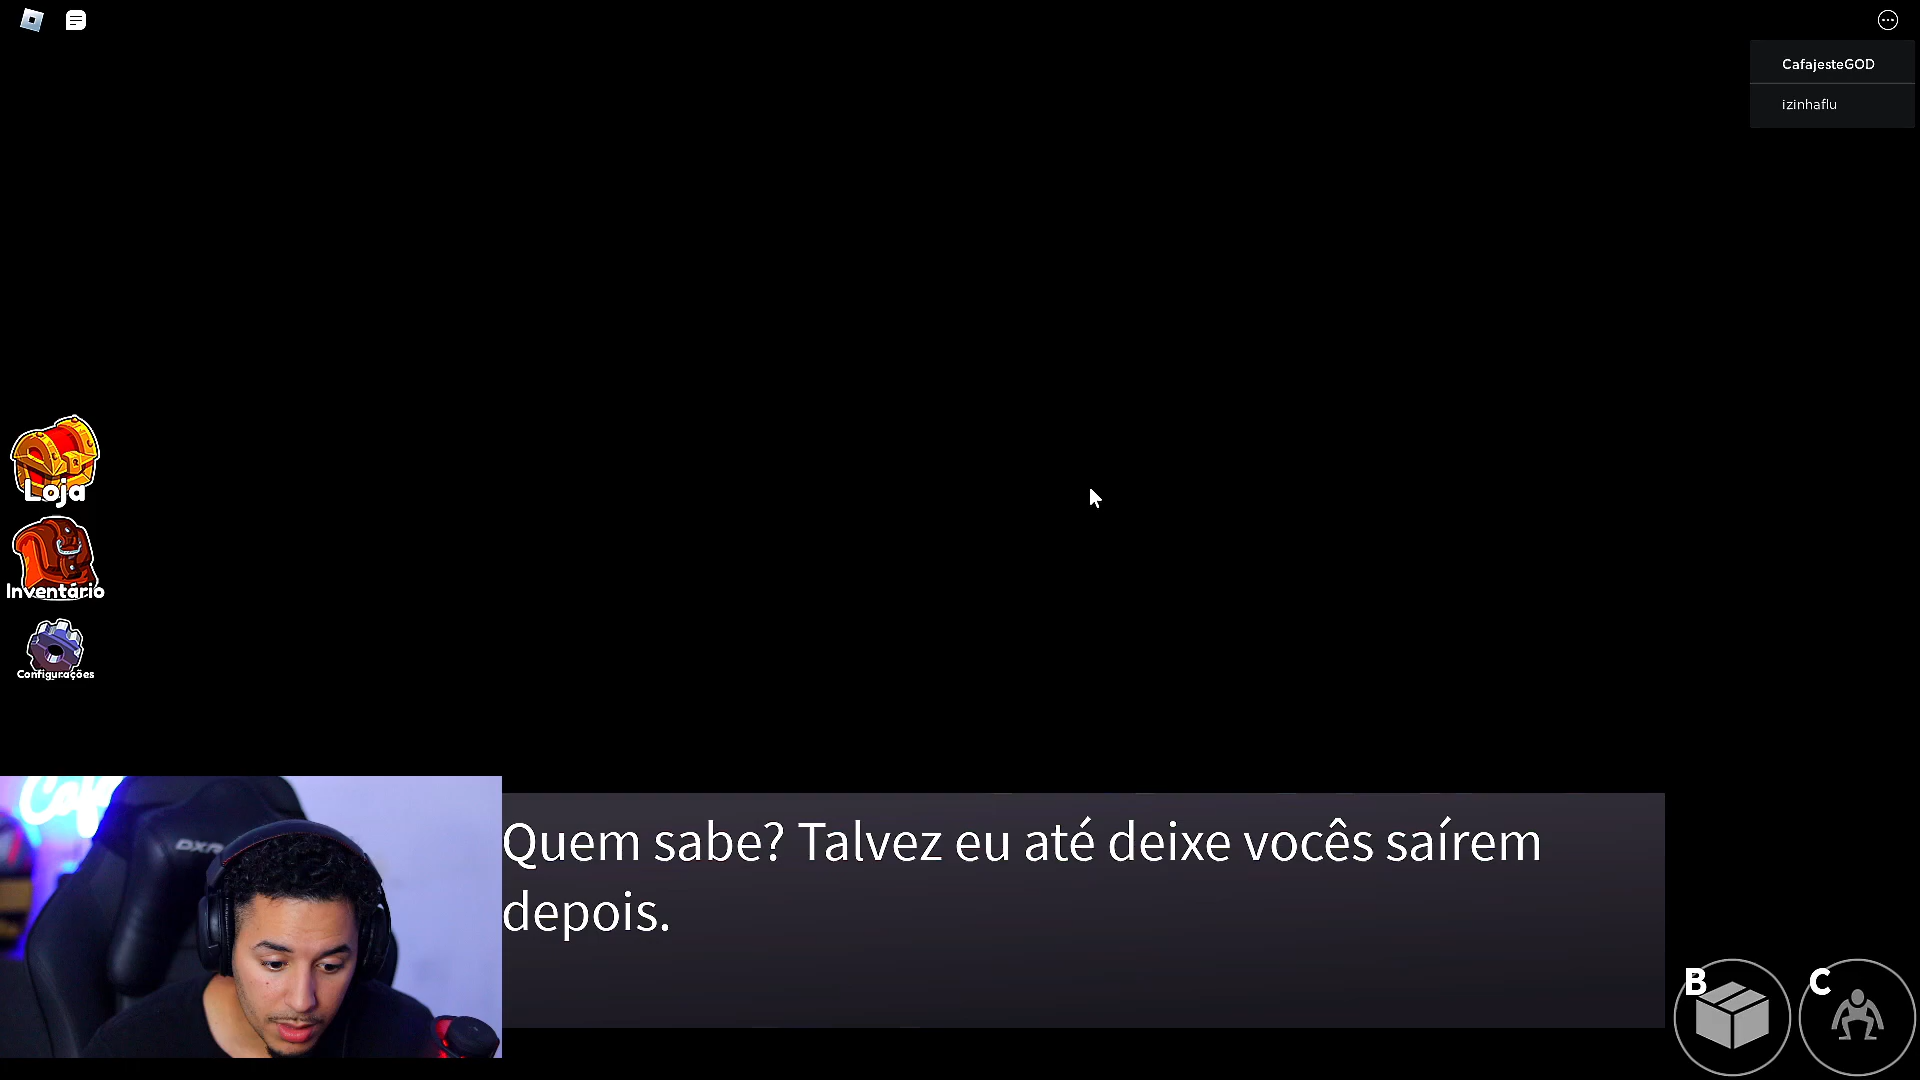 CafajesteGOD
izinhaflu
Loja
Inventário
Configurações
Quem sabe? Talvez eu até deixe vocês saírem
depois.
B
C